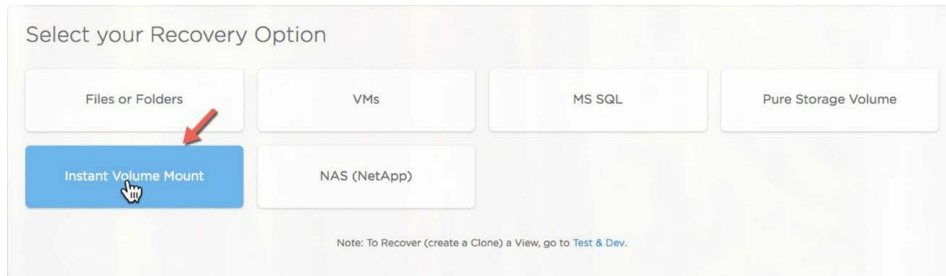 Select your Recovery Option
Files or Folders
VMs
MS SQL
Pure Storage Volume
Instant Volume Mount
NAS (NetApp)
Note: To Recover (create a Clone) a View, go to Test & Dev.